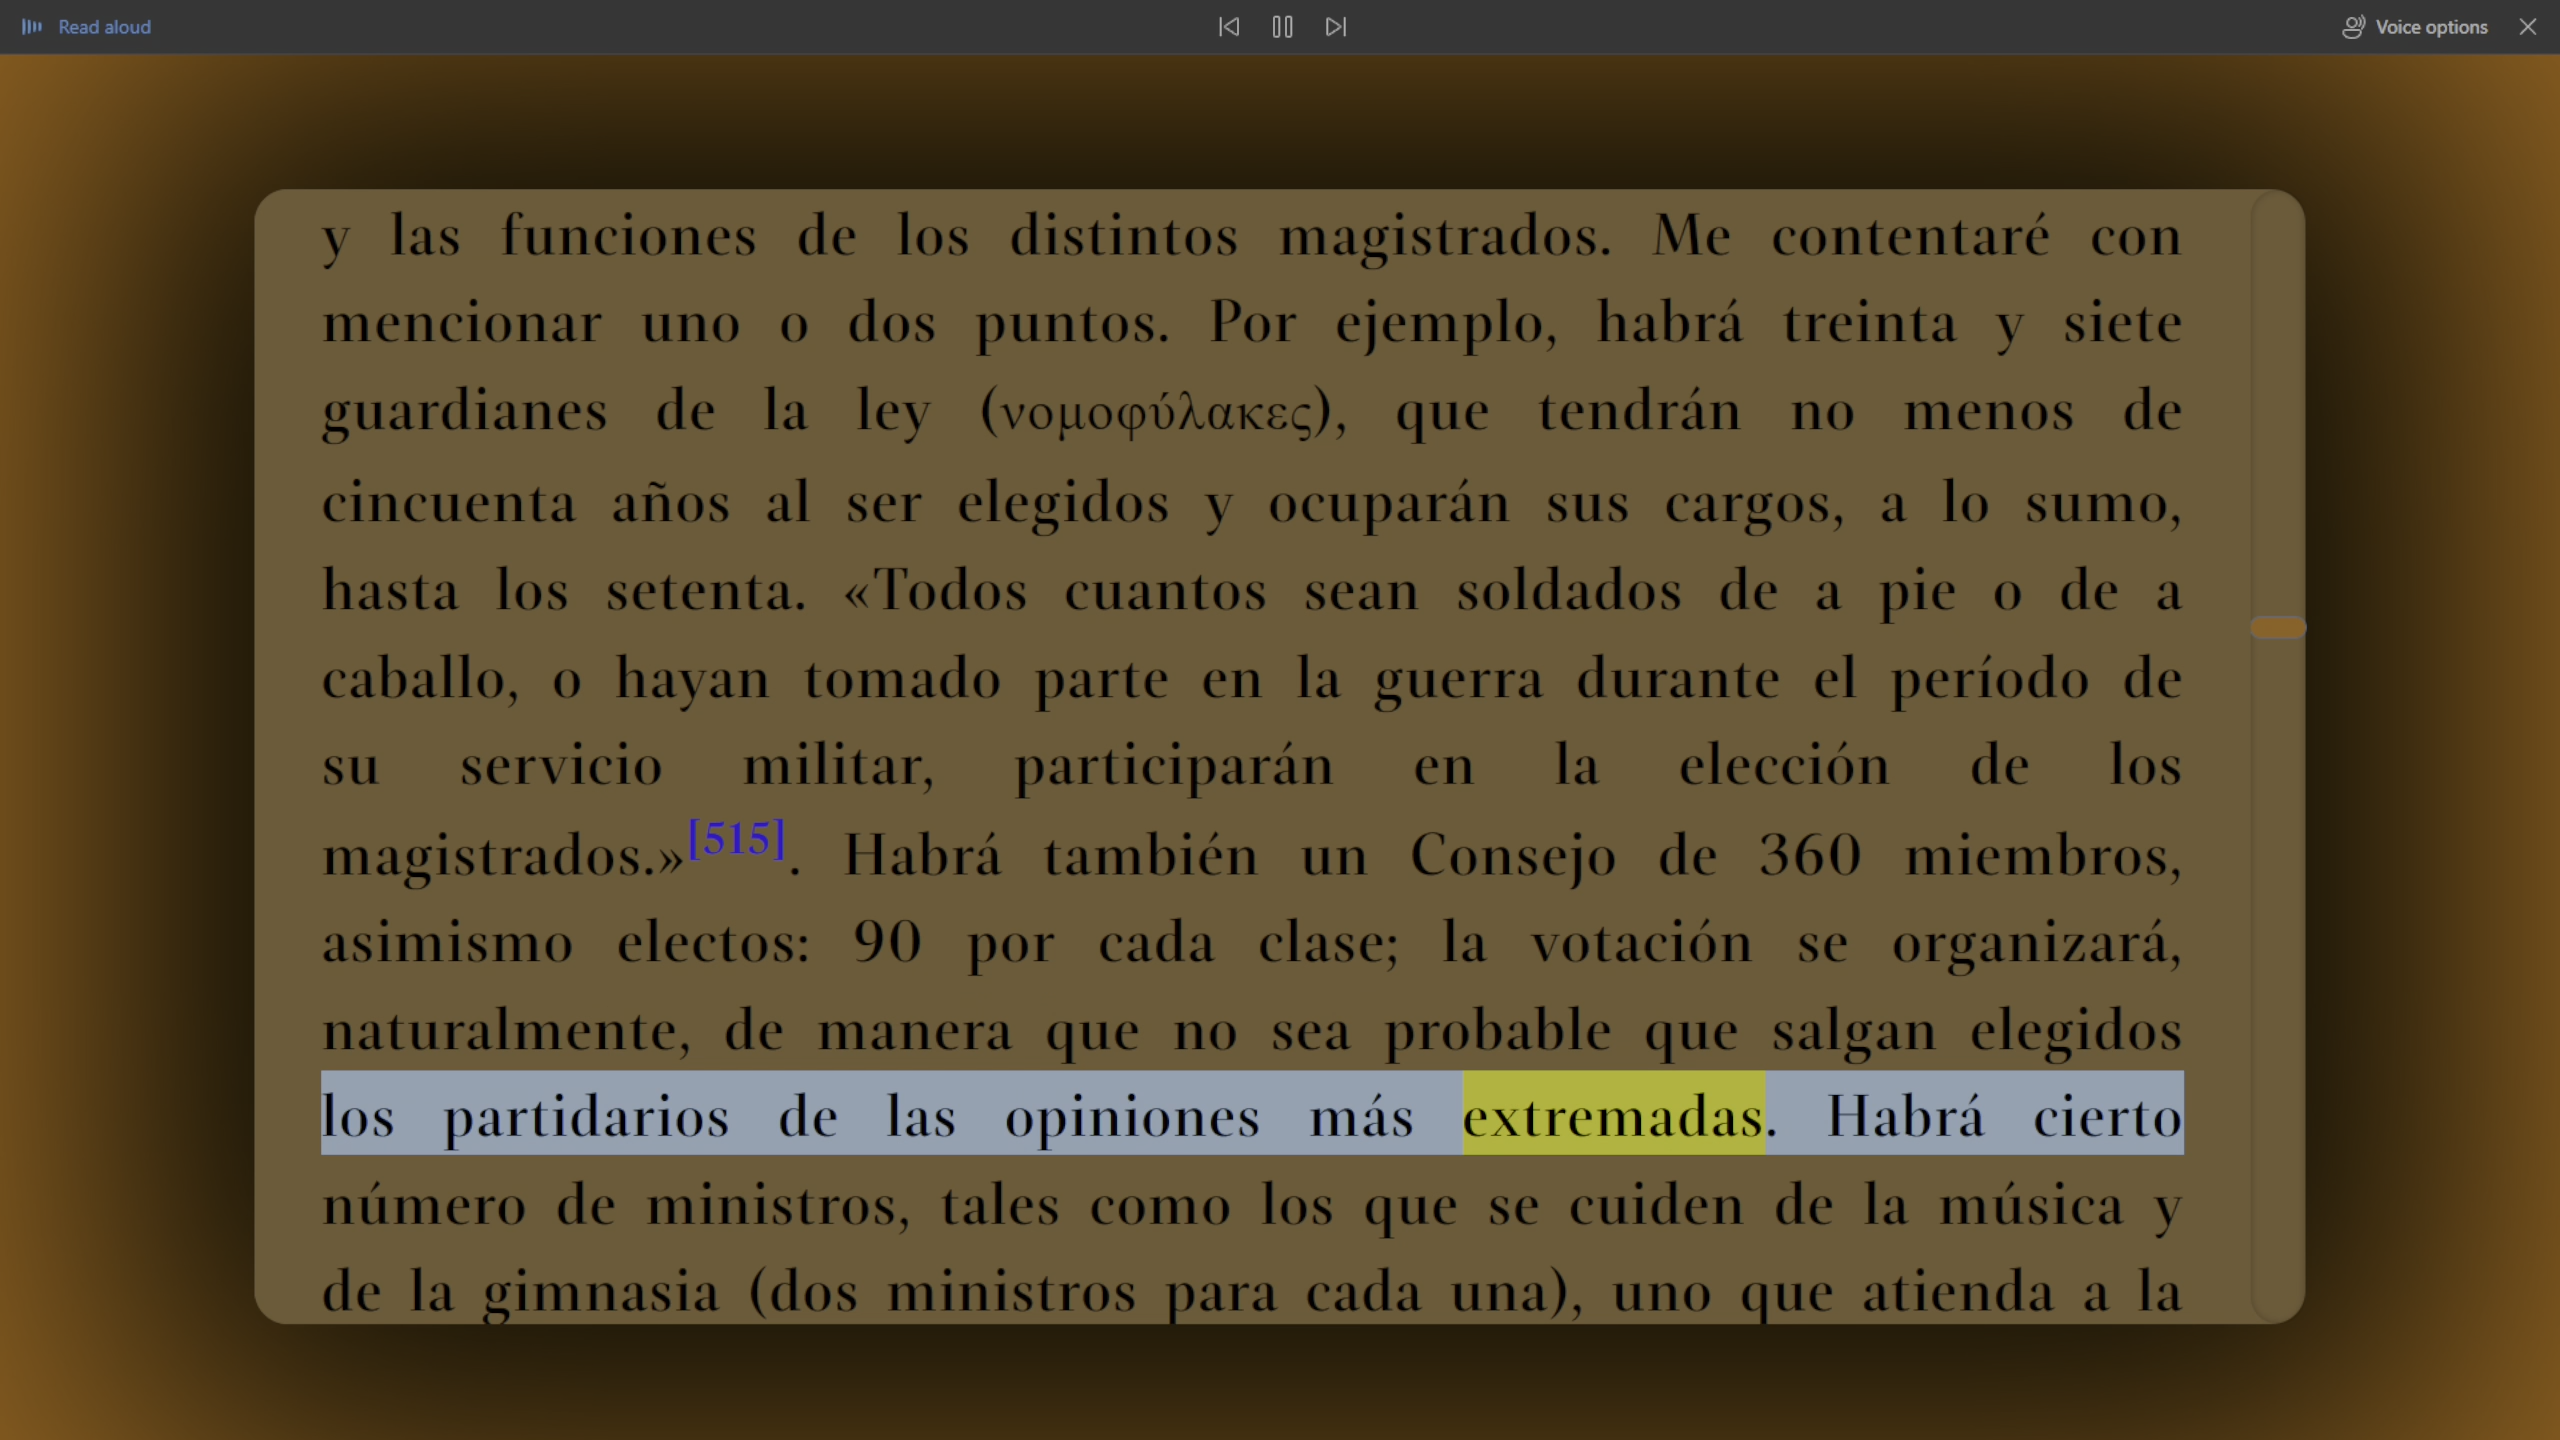 Read aloud
Voice options
y las funciones de los distintos magistrados. Me contentaré con
mencionar uno o dos puntos. Por ejemplo, habrá treinta y siete
guardianes de la ley (νομοφύλακες), que tendrán no menos de
cincuenta años al ser elegidos y ocuparán sus cargos, a lo sumo,
hasta los setenta. «Todos cuantos sean soldados de a pie o de a
caballo, o hayan tomado parte en la guerra durante el período de
su servicio militar, participarán en la elección de los
magistrados.»[515]. Habrá también un Consejo de 360 miembros,
asimismo electos: 90 por cada clase; la votación se organizará,
naturalmente, de manera que no sea probable que salgan elegidos
los partidarios de las opiniones más extremadas. Habrá cierto
número de ministros, tales como los que se cuiden de la música y
de la gimnasia (dos ministros para cada una), uno que atienda a la